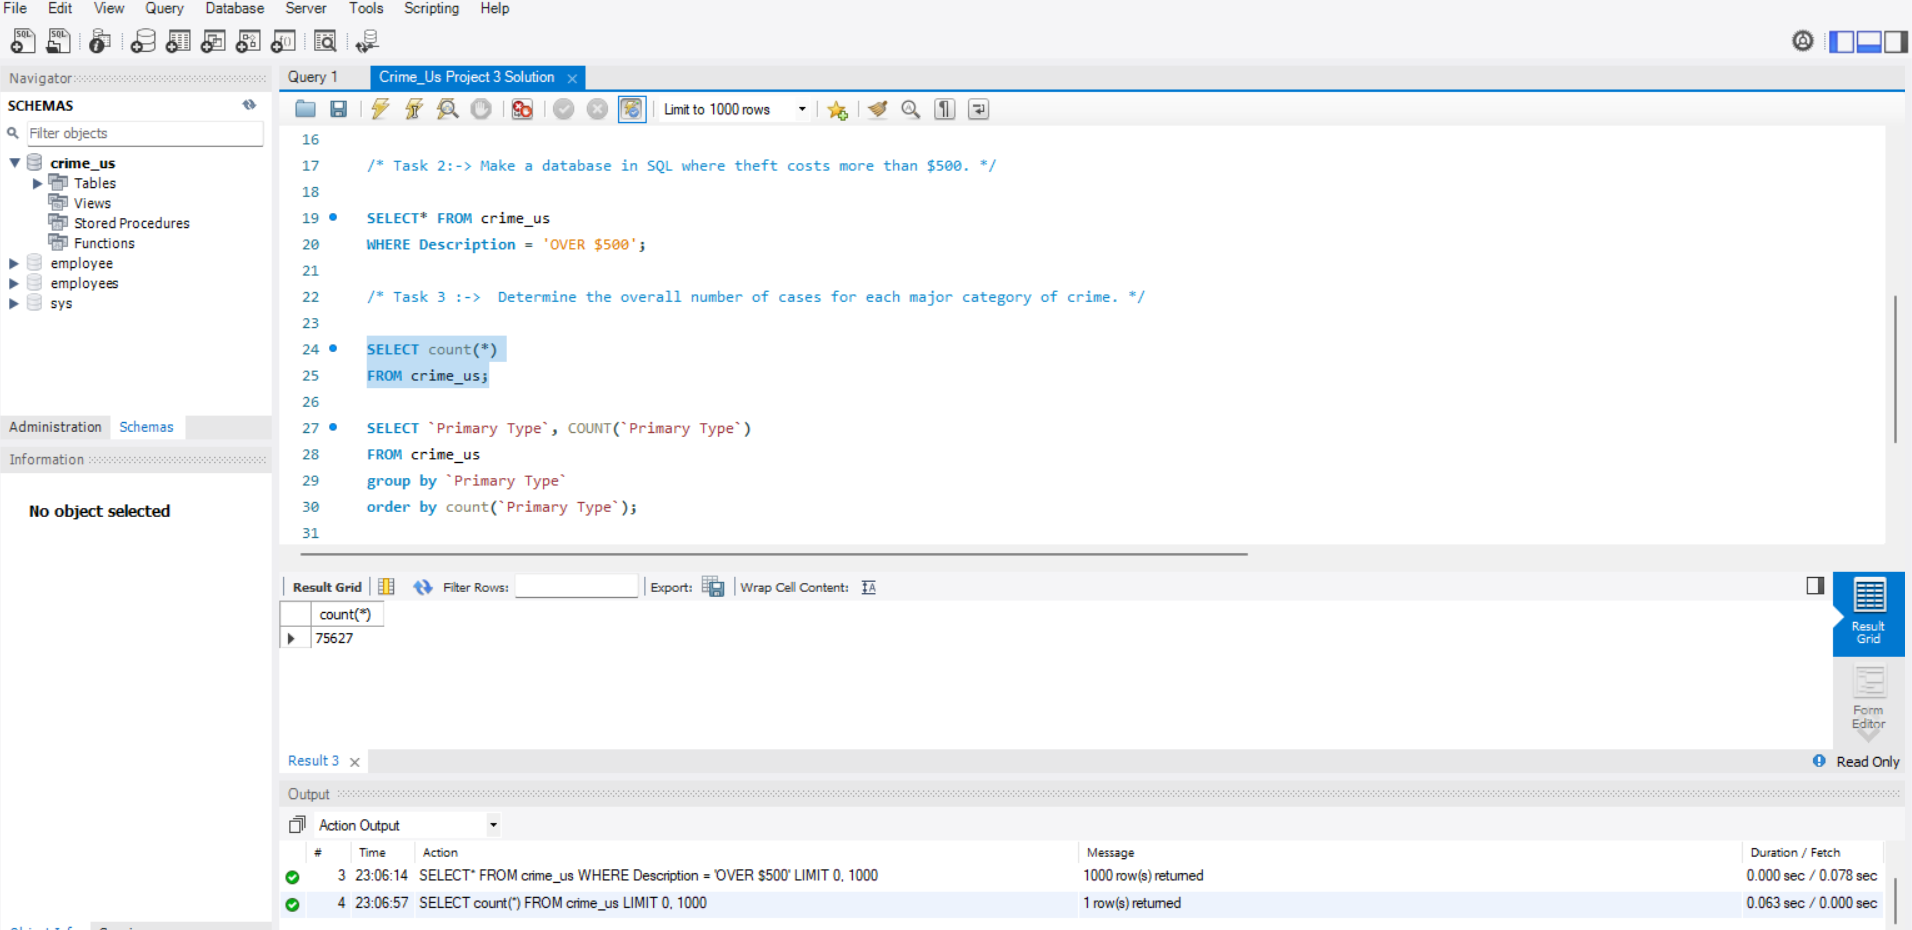 File Edit View Query Database Server Tools Scripting Help
SQL SQL
Navigator
SCHEMAS
Filter objects
crime_us
Tables
Views
Stored Procedures
Functions
employee
employees
sys
Administration Schemas
Information
No object selected
Query 1 Crime_Us Project 3 Solution
Limit to 1000 rows
16
17 /* Task 2:-> Make a database in SQL where theft costs more than $500. */
18
19 SELECT* FROM crime_us
20 WHERE Description = 'OVER $500';
21
22 /* Task 3 :->  Determine the overall number of cases for each major category of crime. */
23
24 SELECT count(*)
25 FROM crime_us;
26
27 SELECT `Primary Type`, COUNT(`Primary Type`)
28 FROM crime_us
29 group by `Primary Type`
30 order by count(`Primary Type`);
31
Result Grid Filter Rows: Export: Wrap Cell Content: IA
count(*)
75627
Result Grid
Form Editor
Result 3 Read Only
Output
Action Output
# Time Action Message Duration / Fetch
3 23:06:14 SELECT* FROM crime_us WHERE Description = 'OVER $500' LIMIT 0, 1000 1000 row(s) returned 0.000 sec / 0.078 sec
4 23:06:57 SELECT count(*) FROM crime_us LIMIT 0, 1000 1 row(s) returned 0.063 sec / 0.000 sec